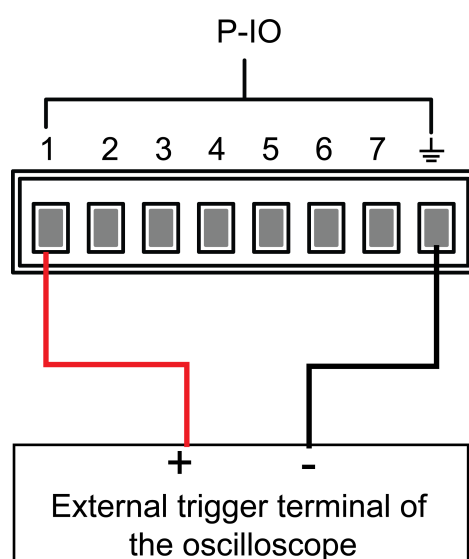 P-IO
1 2 3 4 5 6 7
+ -
External trigger terminal of
the oscilloscope